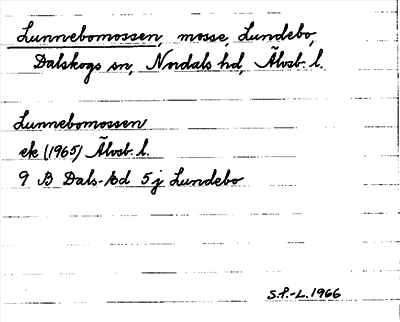 Lunnebomossen, mosse, Lundebo,
Dalskogs sn, Nordals hd, Älvsb. l.
Lunnebomossen
ek (1965) Älvsb. l.
9 B Dals-Ed 5 j Lundebo
S.F.-L. 1966